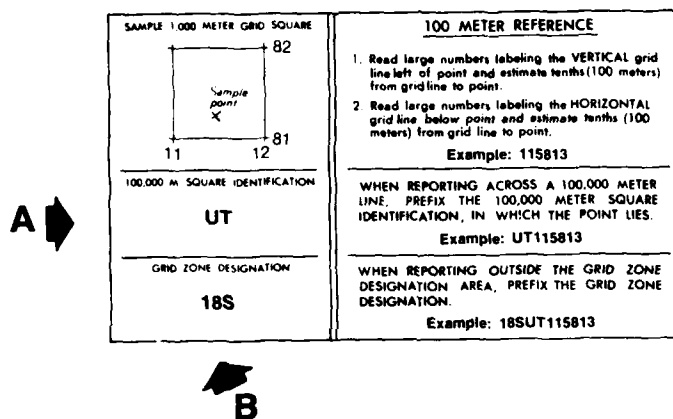 SAMPLE 1,000 METER GRID SQUARE
82
Sample
point
81
11 12
100,000 M SQUARE IDENTIFICATION
UT
GRID ZONE DESIGNATION
18S
100 METER REFERENCE
1. Read large numbers labeling the VERTICAL grid
line left of point and estimate tenths (100 meters)
from grid line to point.
2. Read large numbers labeling the HORIZONTAL
grid line below point and estimate tenths (100
meters) from grid line to point.
Example: 115813
WHEN REPORTING ACROSS A 100,000 METER
LINE, PREFIX THE 100,000 METER SQUARE
IDENTIFICATION, IN WHICH THE POINT LIES.
Example: UT115813
WHEN REPORTING OUTSIDE THE GRID ZONE
DESIGNATION AREA, PREFIX THE GRID ZONE
DESIGNATION.
Example: 18SUT115813
A
B